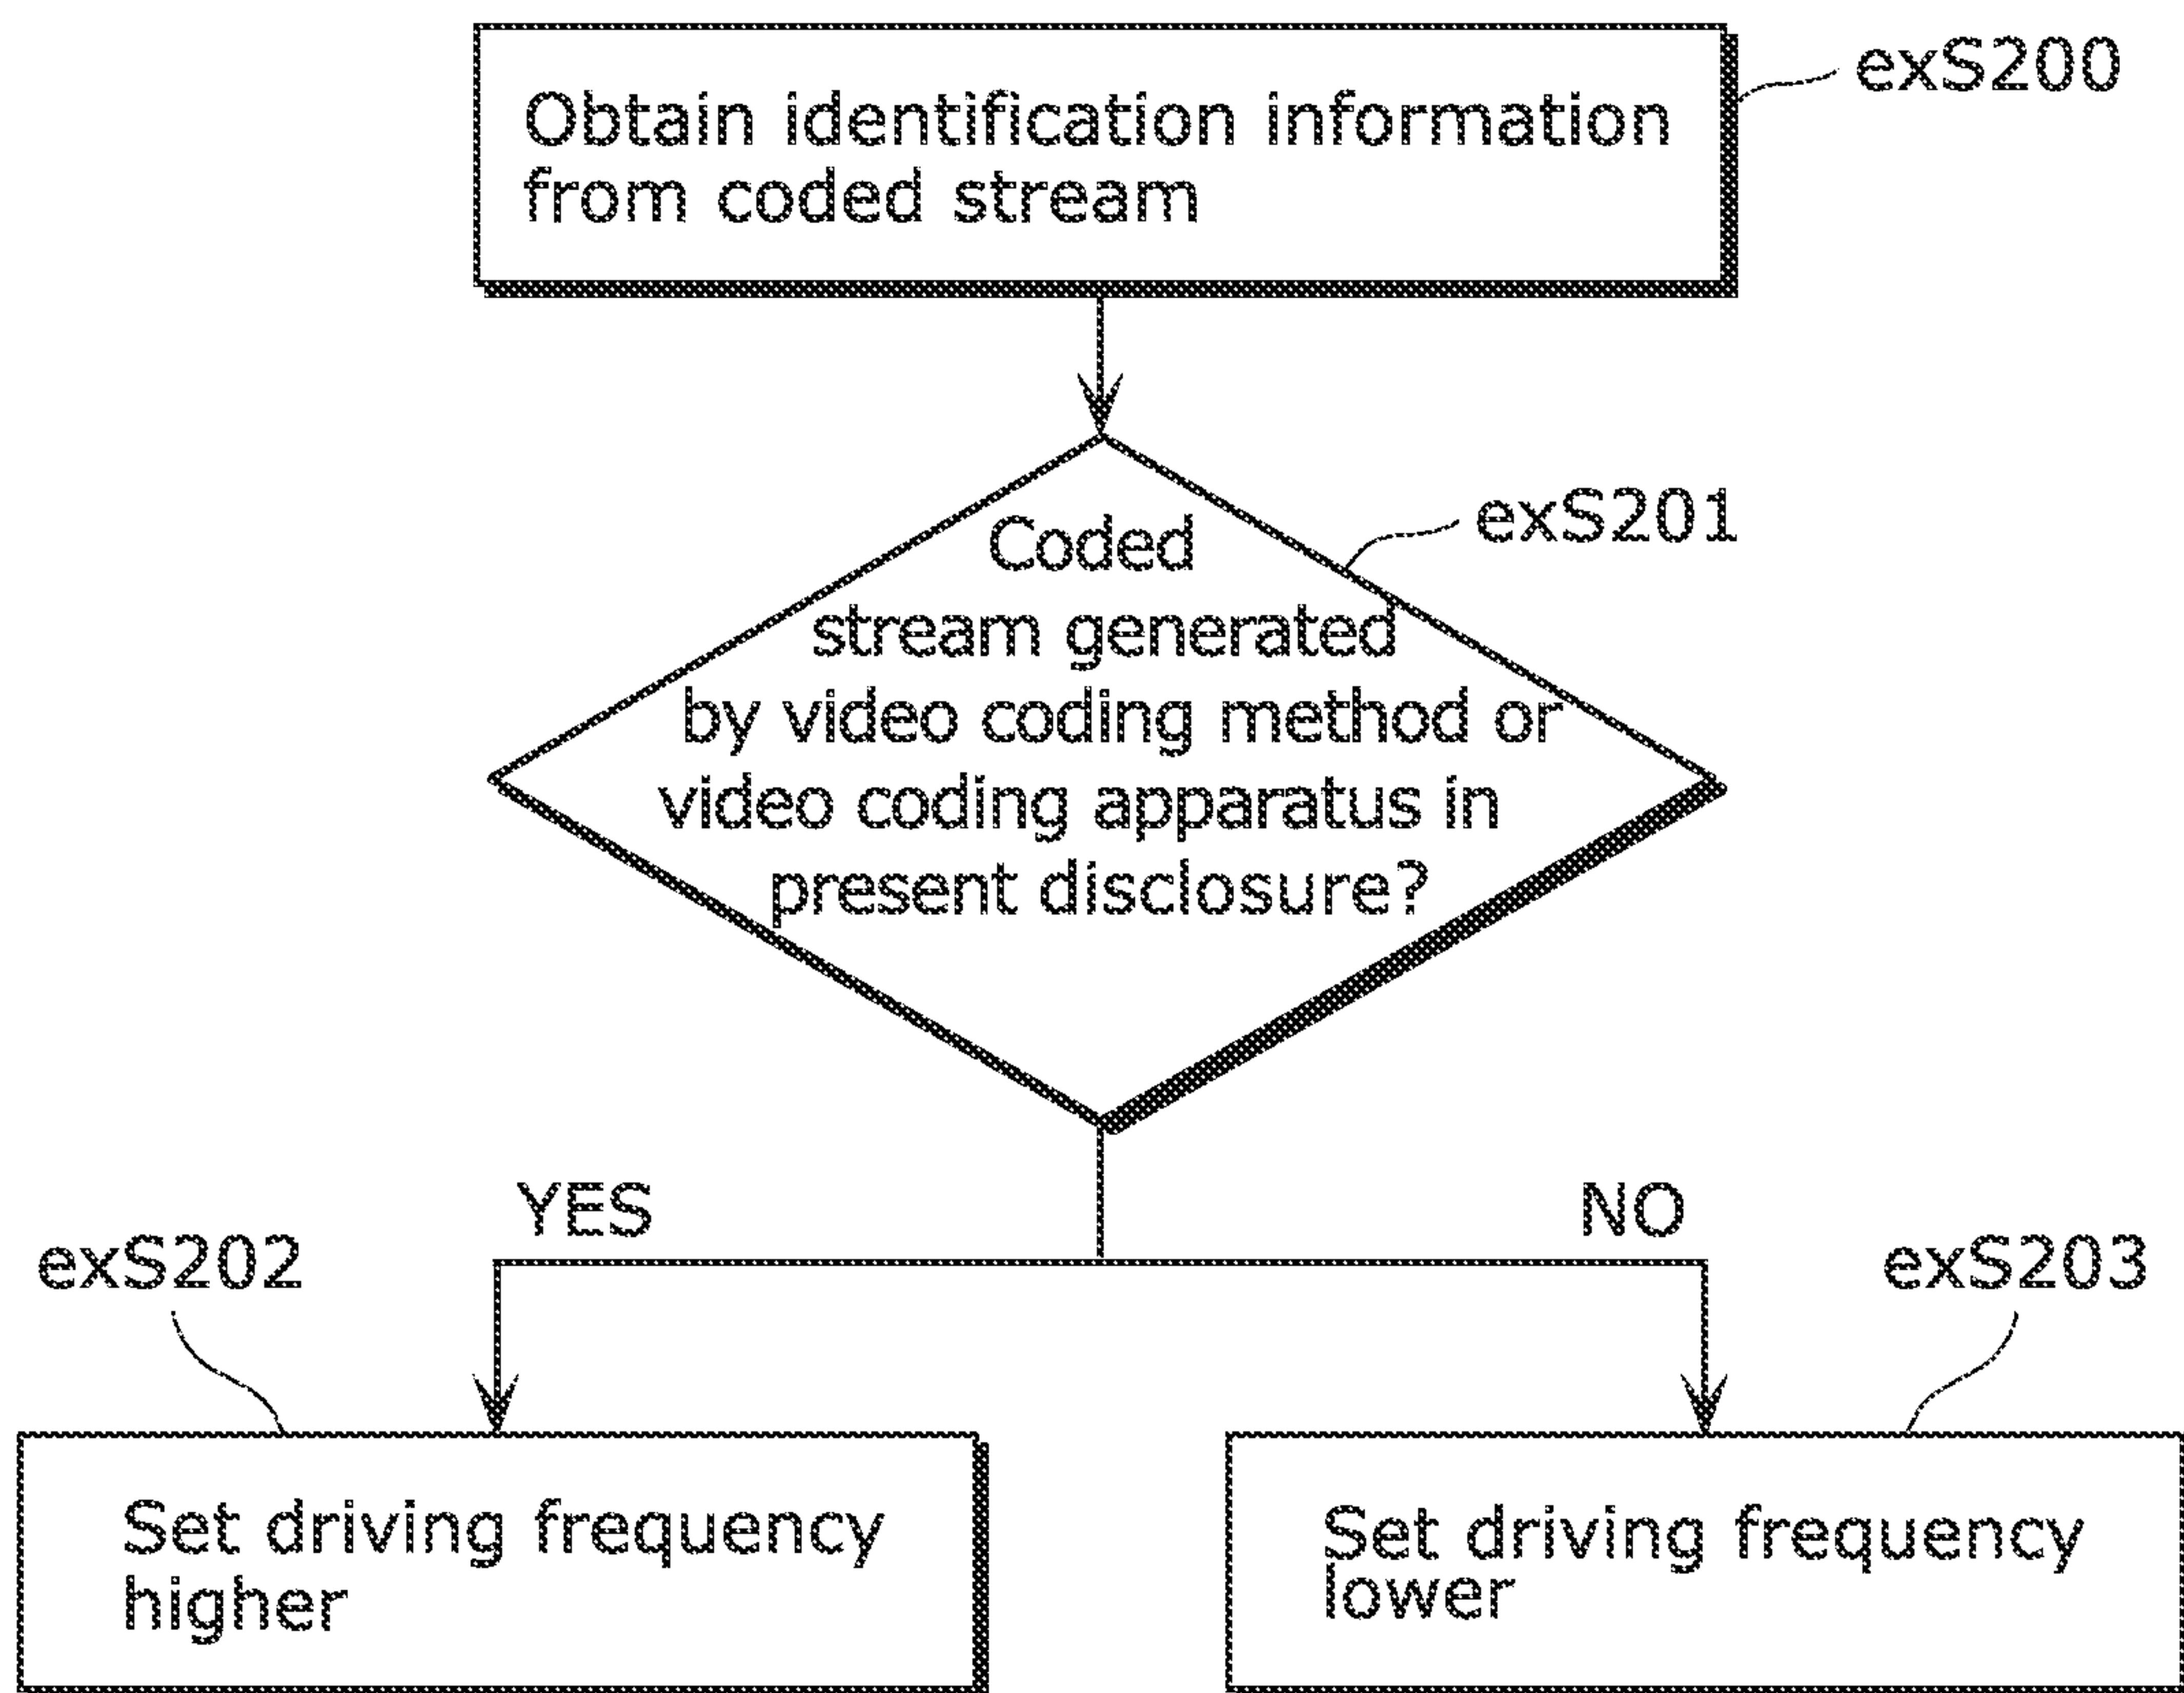 exS200
Obtain identification information
from coded stream
exS201
Coded
stream generated
by video coding method or
video coding apparatus in
present disclosure?
YES
NO
exS202
exS203
Set driving frequency
higher
Set driving frequency
lower